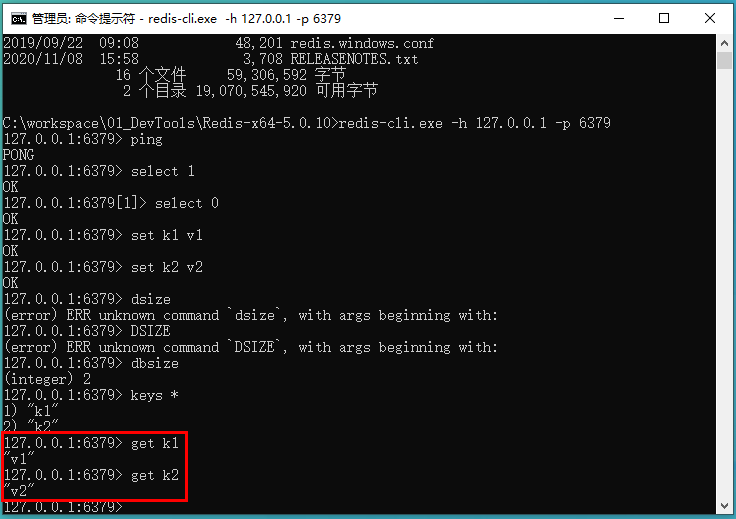 管理员: 命令提示符 - redis-cli.exe  -h 127.0.0.1 -p 6379
2019/09/22  09:08            48,201 redis.windows.conf
2020/11/08  15:58             3,708 RELEASENOTES.txt
              16 个文件     59,306,592 字节
               2 个目录 19,070,545,920 可用字节
C:\workspace\01_DevTools\Redis-x64-5.0.10>redis-cli.exe -h 127.0.0.1 -p 6379
127.0.0.1:6379> ping
PONG
127.0.0.1:6379> select 1
OK
127.0.0.1:6379[1]> select 0
OK
127.0.0.1:6379> set k1 v1
OK
127.0.0.1:6379> set k2 v2
OK
127.0.0.1:6379> dsize
(error) ERR unknown command `dsize`, with args beginning with:
127.0.0.1:6379> DSIZE
(error) ERR unknown command `DSIZE`, with args beginning with:
127.0.0.1:6379> dbsize
(integer) 2
127.0.0.1:6379> keys *
1) "k1"
2) "k2"
127.0.0.1:6379> get k1
"v1"
127.0.0.1:6379> get k2
"v2"
127.0.0.1:6379>